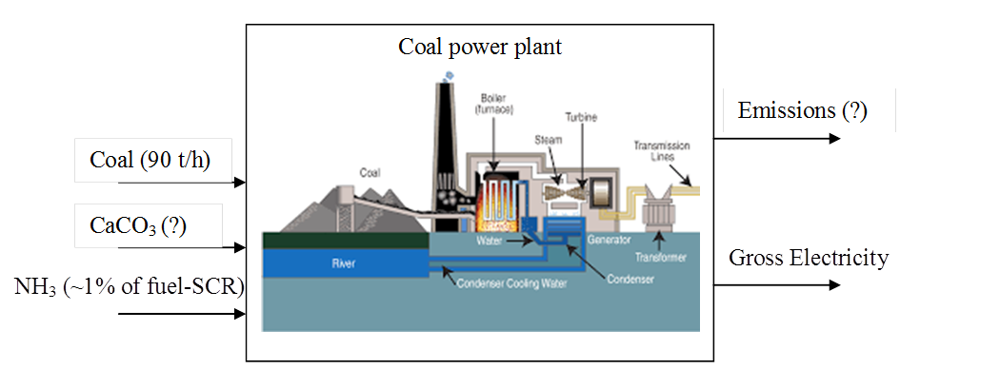 Coal power plant
Emissions (?)
Boiler
(furnace)
Turbine
Steam
Transmission
Lines
Coal (90 t/h)
Coal
CaCO₃ (?)
Water
Generator
River
Transformer
Gross Electricity
NH₃ (~1% of fuel-SCR)
Condenser Cooling Water
Condenser